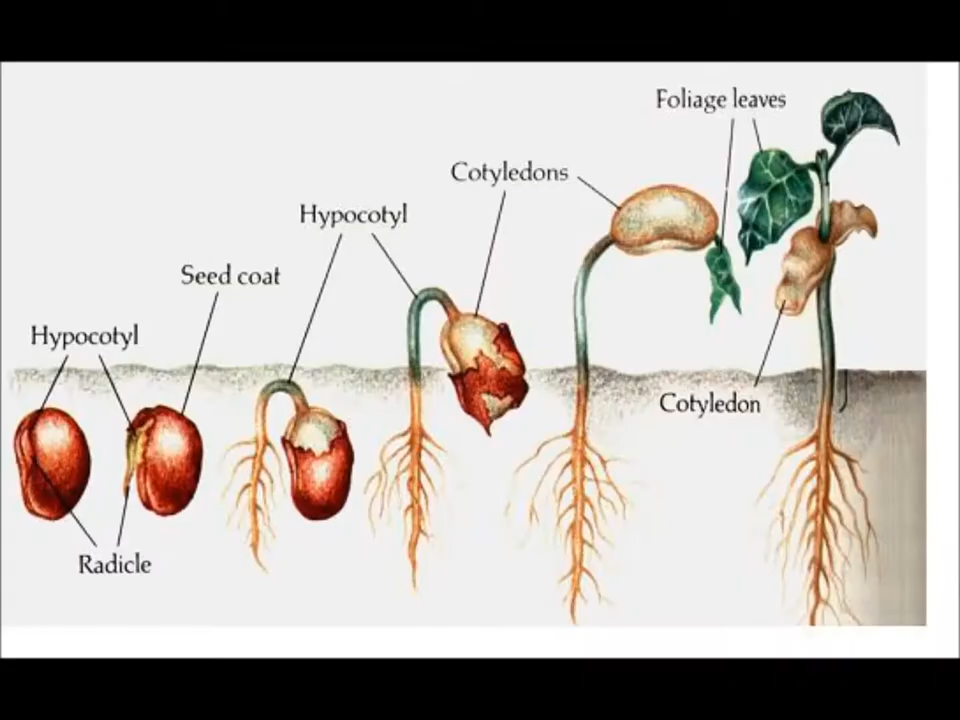 Foliage leaves
Cotyledons
Hypocotyl
Seed coat
Hypocotyl
Cotyledon
Radicle